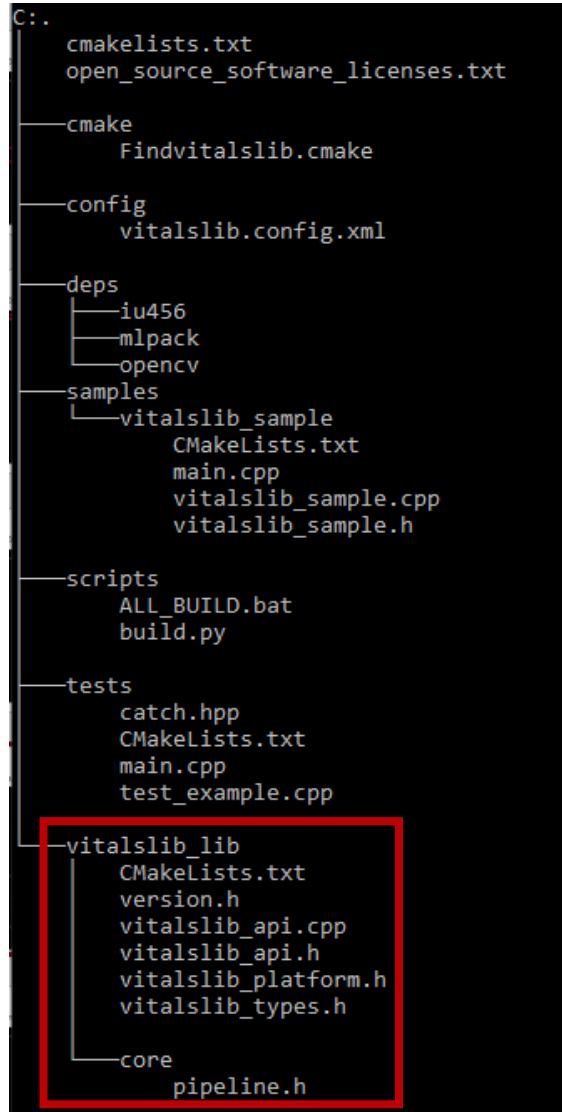 C:.
cmakelists.txt
open_source_software_licenses.txt
cmake
Findvitalslib.cmake
config
vitalslib.config.xml
deps
iu456
mlpack
opencv
samples
vitalslib_sample
CMakeLists.txt
main.cpp
vitalslib_sample.cpp
vitalslib_sample.h
scripts
ALL_BUILD.bat
build.py
tests
catch.hpp
CMakeLists.txt
main.cpp
test_example.cpp
vitalslib_lib
CMakeLists.txt
version.h
vitalslib_api.cpp
vitalslib_api.h
vitalslib_platform.h
vitalslib_types.h
core
pipeline.h